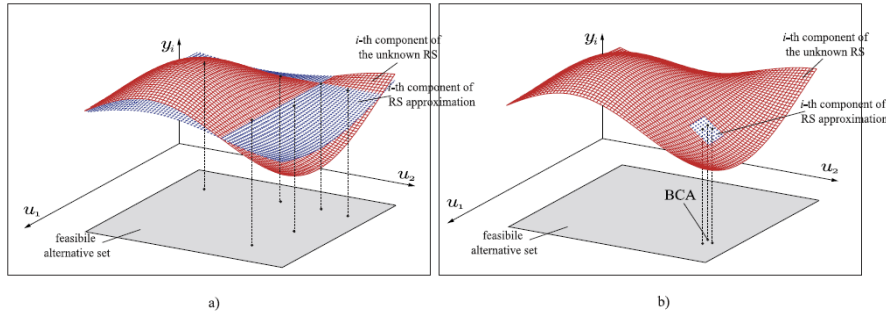 y_i
i-th component of
the unknown RS
i-th component of
RS approximation
u_2
u_1
feasibile
alternative set
a)
y_i
i-th component of
the unknown RS
i-th component of
RS approximation
u_2
BCA
u_1
feasibile
alternative set
b)